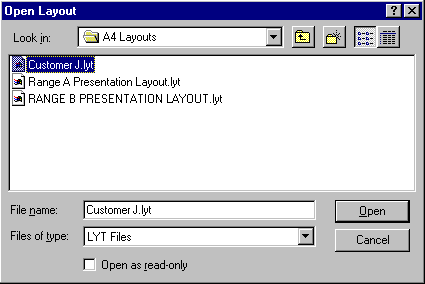 Open Layout
Look in: A4 Layouts
Customer J.lyt
Range A Presentation Layout.lyt
RANGE B PRESENTATION LAYOUT.lyt
File name: Customer J.lyt Open
Files of type: LYT Files Cancel
Open as read-only